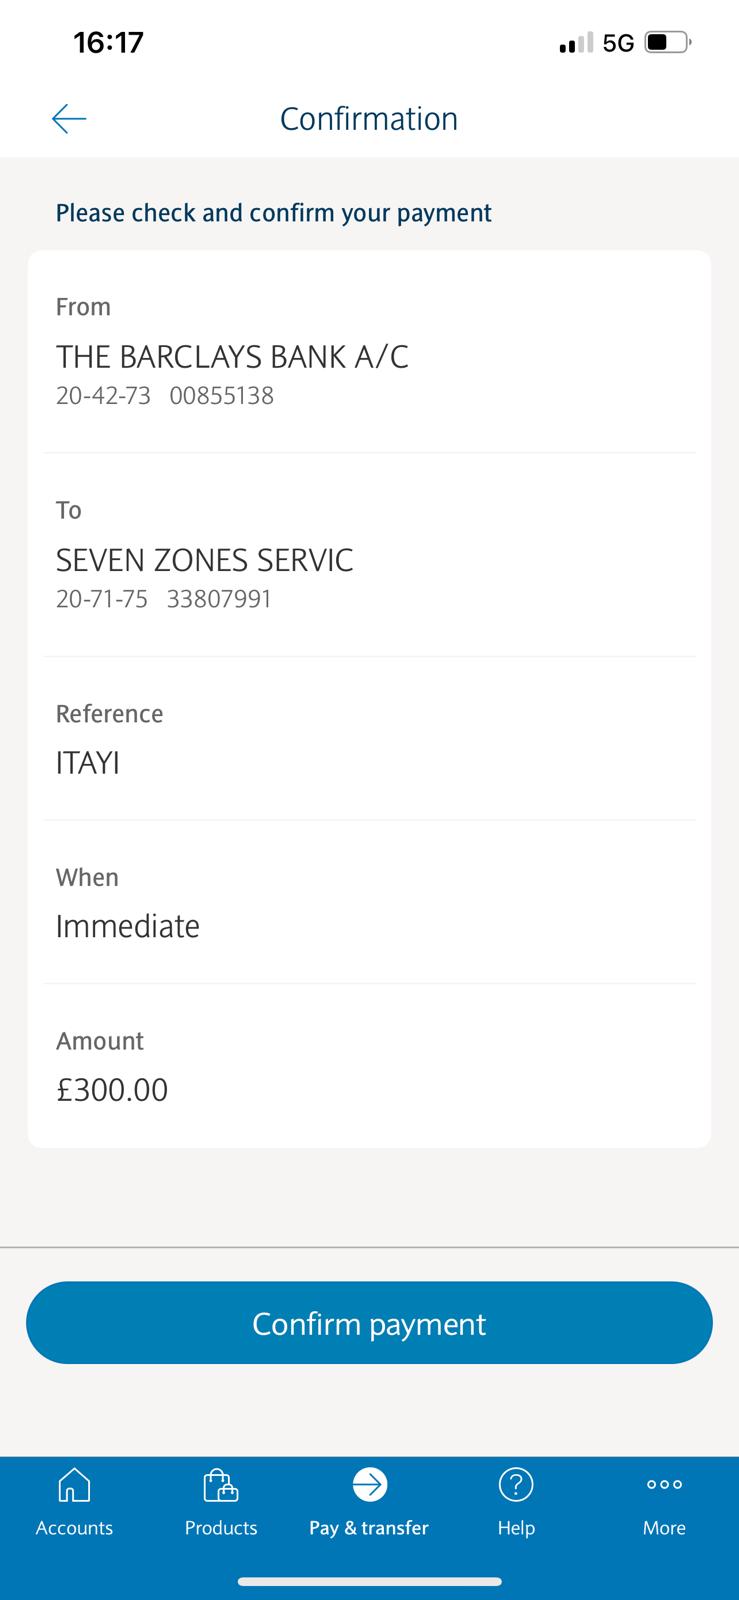 16:17
5G
Confirmation
Please check and confirm your payment
From
THE BARCLAYS BANK A/C
20-42-73 00855138
To
SEVEN ZONES SERVIC
20-71-75 33807991
Reference
ITAYI
When
Immediate
Amount
£300.00
Confirm payment
Accounts
Products
Pay & transfer
Help
More